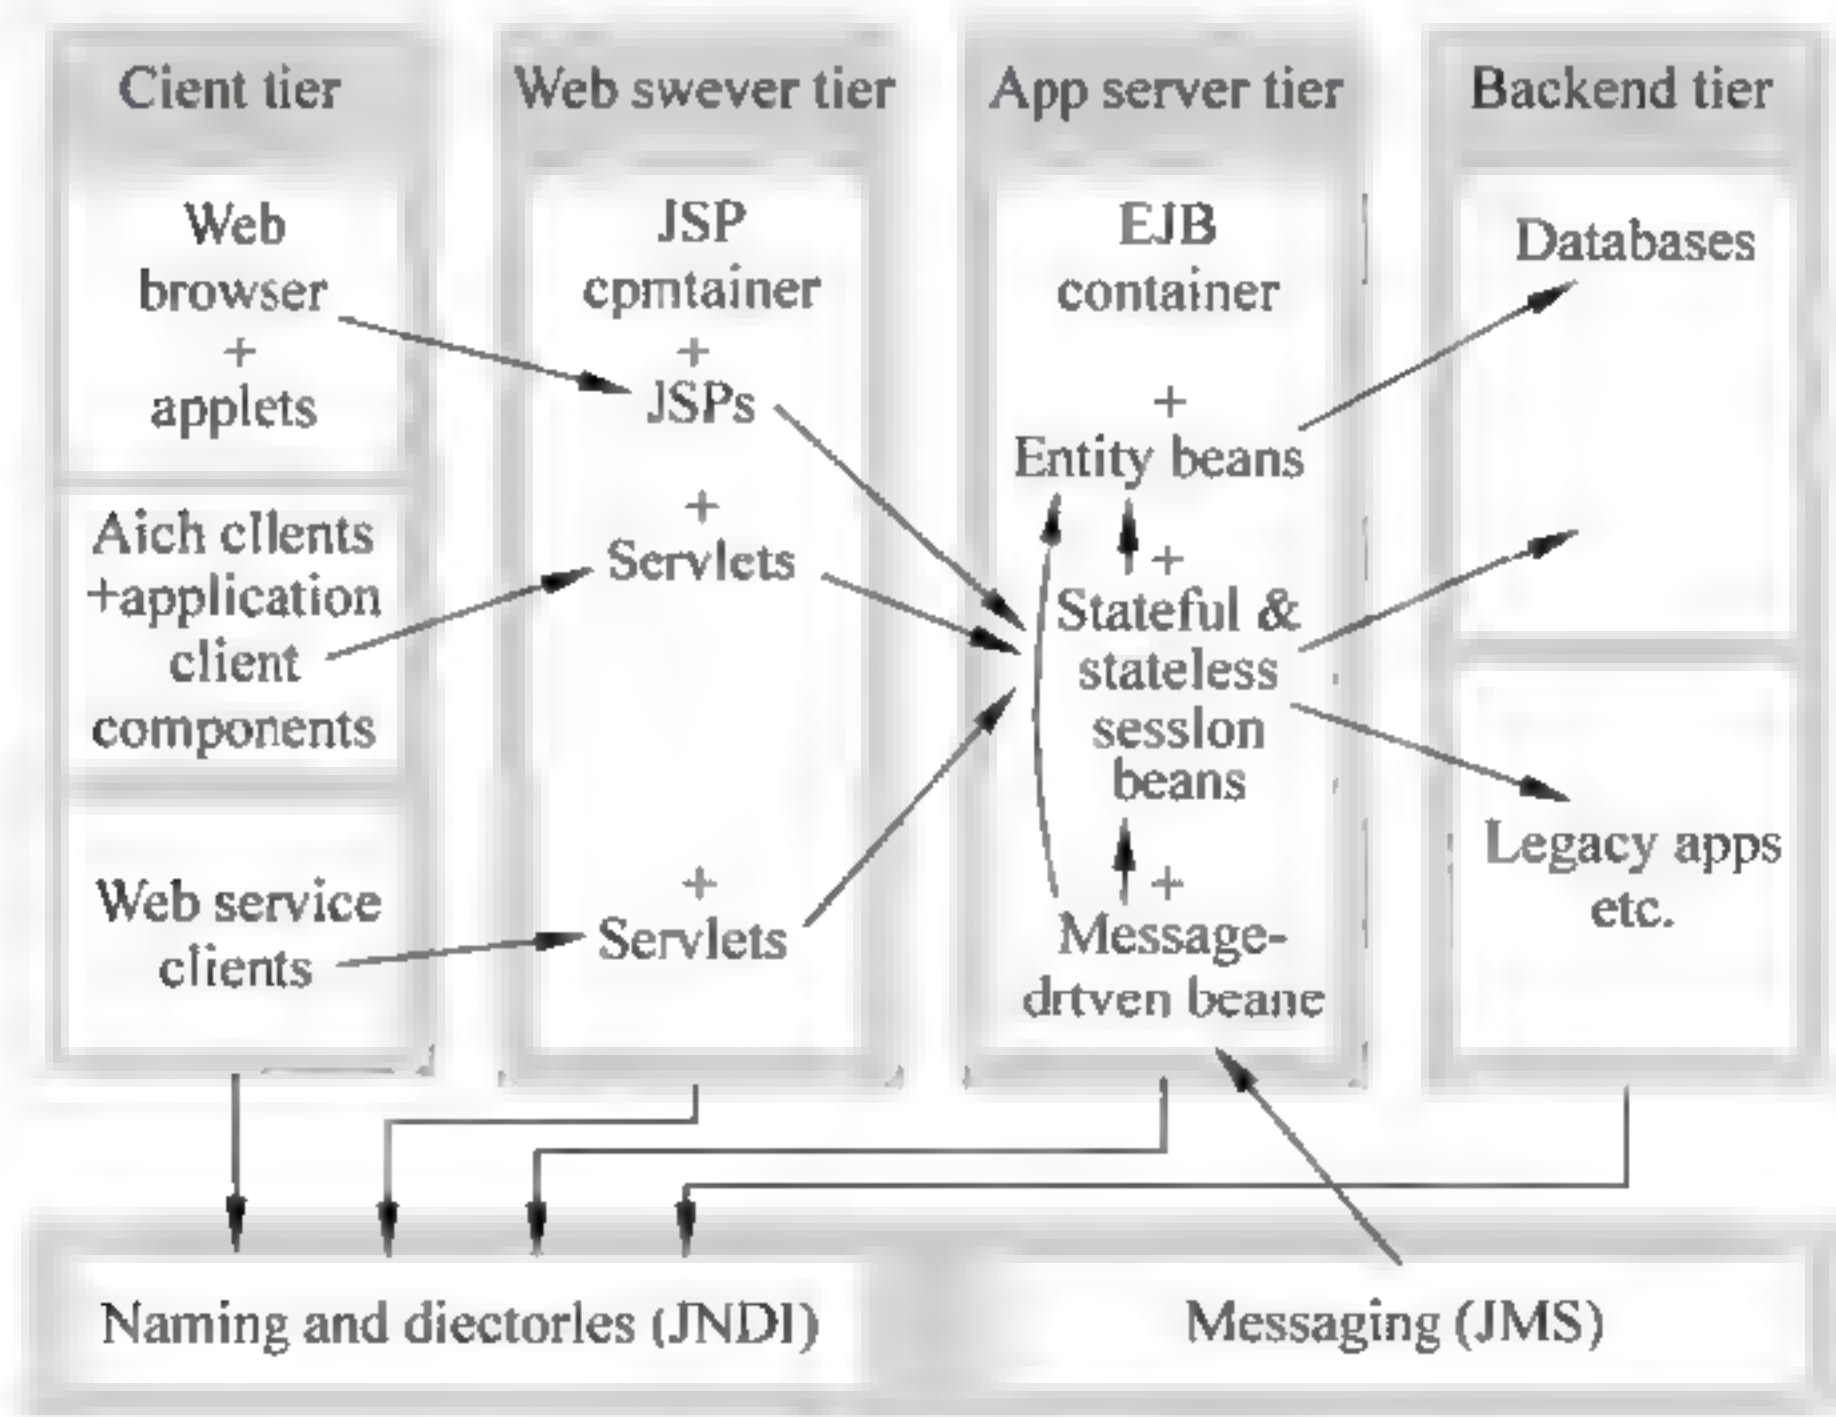 Cient tier
Web
browser
+
applets
Aich cllents
+application
client
components
Web service
clients
Web swever tier
JSP
cpmtainer
+
JSPs
+
Servlets
+
Servlets
App server tier
EJB
container
+
Entity beans
+
Stateful &
stateless
sesslon
beans
+
Message-
drtven beane
Backend tier
Databases
Legacy apps
etc.
Naming and diectorles (JNDI)
Messaging (JMS)